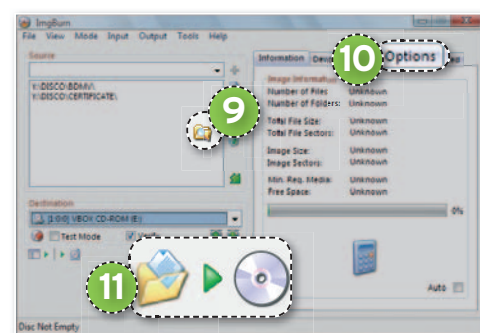 ImgBurn
File View Mode Input Output Tools Help
Source
Information
10
Options
Y:\DISCO\BDMV\
Y:\DISCO\CERTIFICATE\
9
Image Information
Number of Files Unknown
Number of Folders: Unknown
Total File Size: Unknown
Total File Sectors: Unknown
Image Size: Unknown
Image Sectors: Unknown
Min. Req. Media: Unknown
Free Space: Unknown
0%
Destination
[1:0:0] VBOX CD-ROM (E:)
Test Mode
11
Auto
Disc Not Empty